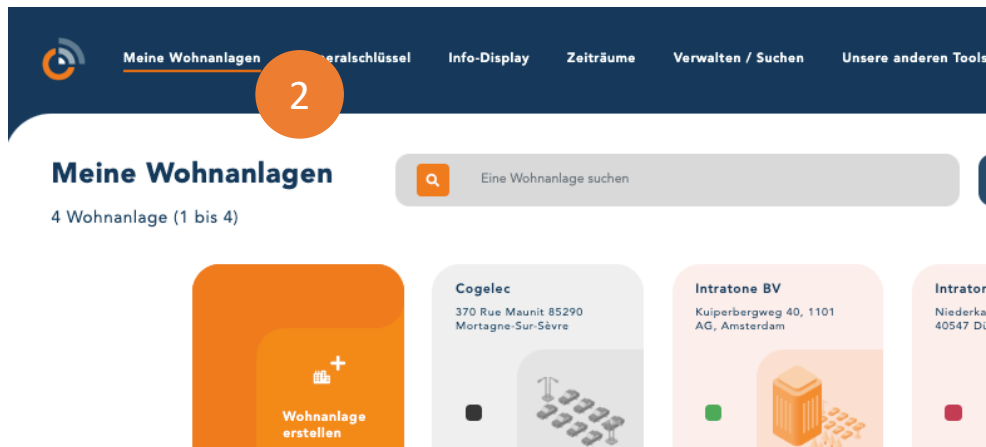 Meine Wohnanlagen
2
eralschlüssel
Info-Display
Zeiträume
Verwalten / Suchen
Unsere anderen Tools
Meine Wohnanlagen
Eine Wohnanlage suchen
4 Wohnanlage (1 bis 4)
Wohnanlage
erstellen
Cogelec
370 Rue Maunit 85290
Mortagne-Sur-Sèvre
Intratone BV
Kuiperbergweg 40, 1101
AG, Amsterdam
Intraton
Niederka
40547 Dü